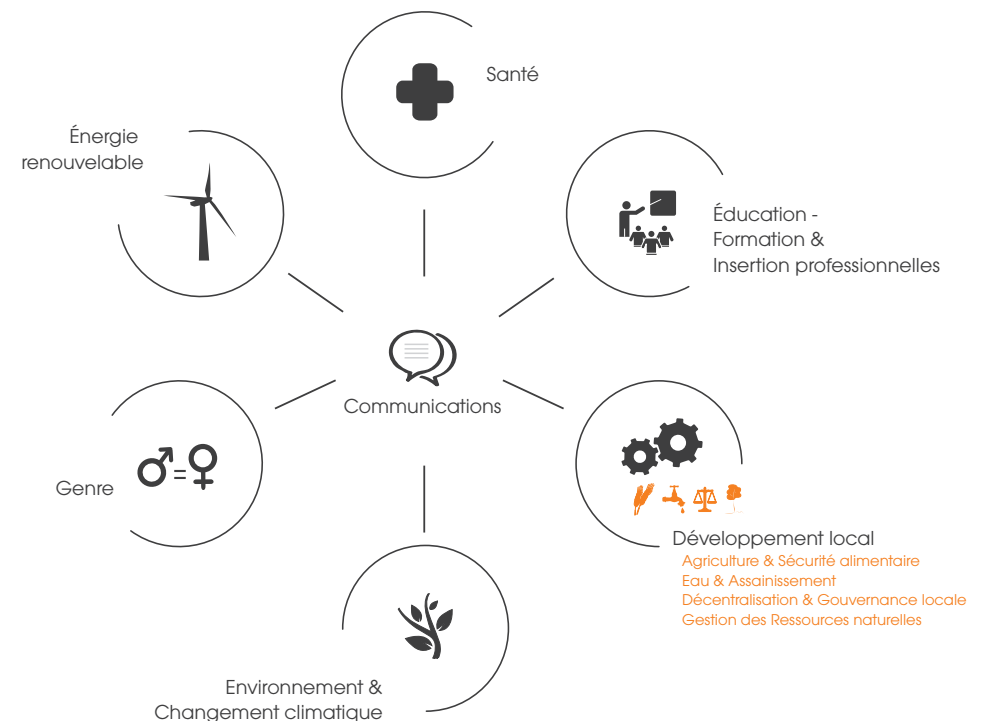 Santé
Énergie
renouvelable
Éducation -
Formation &
Insertion professionnelles
Communications
Genre
Développement local
Agriculture & Sécurité alimentaire
Eau & Assainissement
Décentralisation & Gouvernance locale
Gestion des Ressources naturelles
Environnement &
Changement climatique